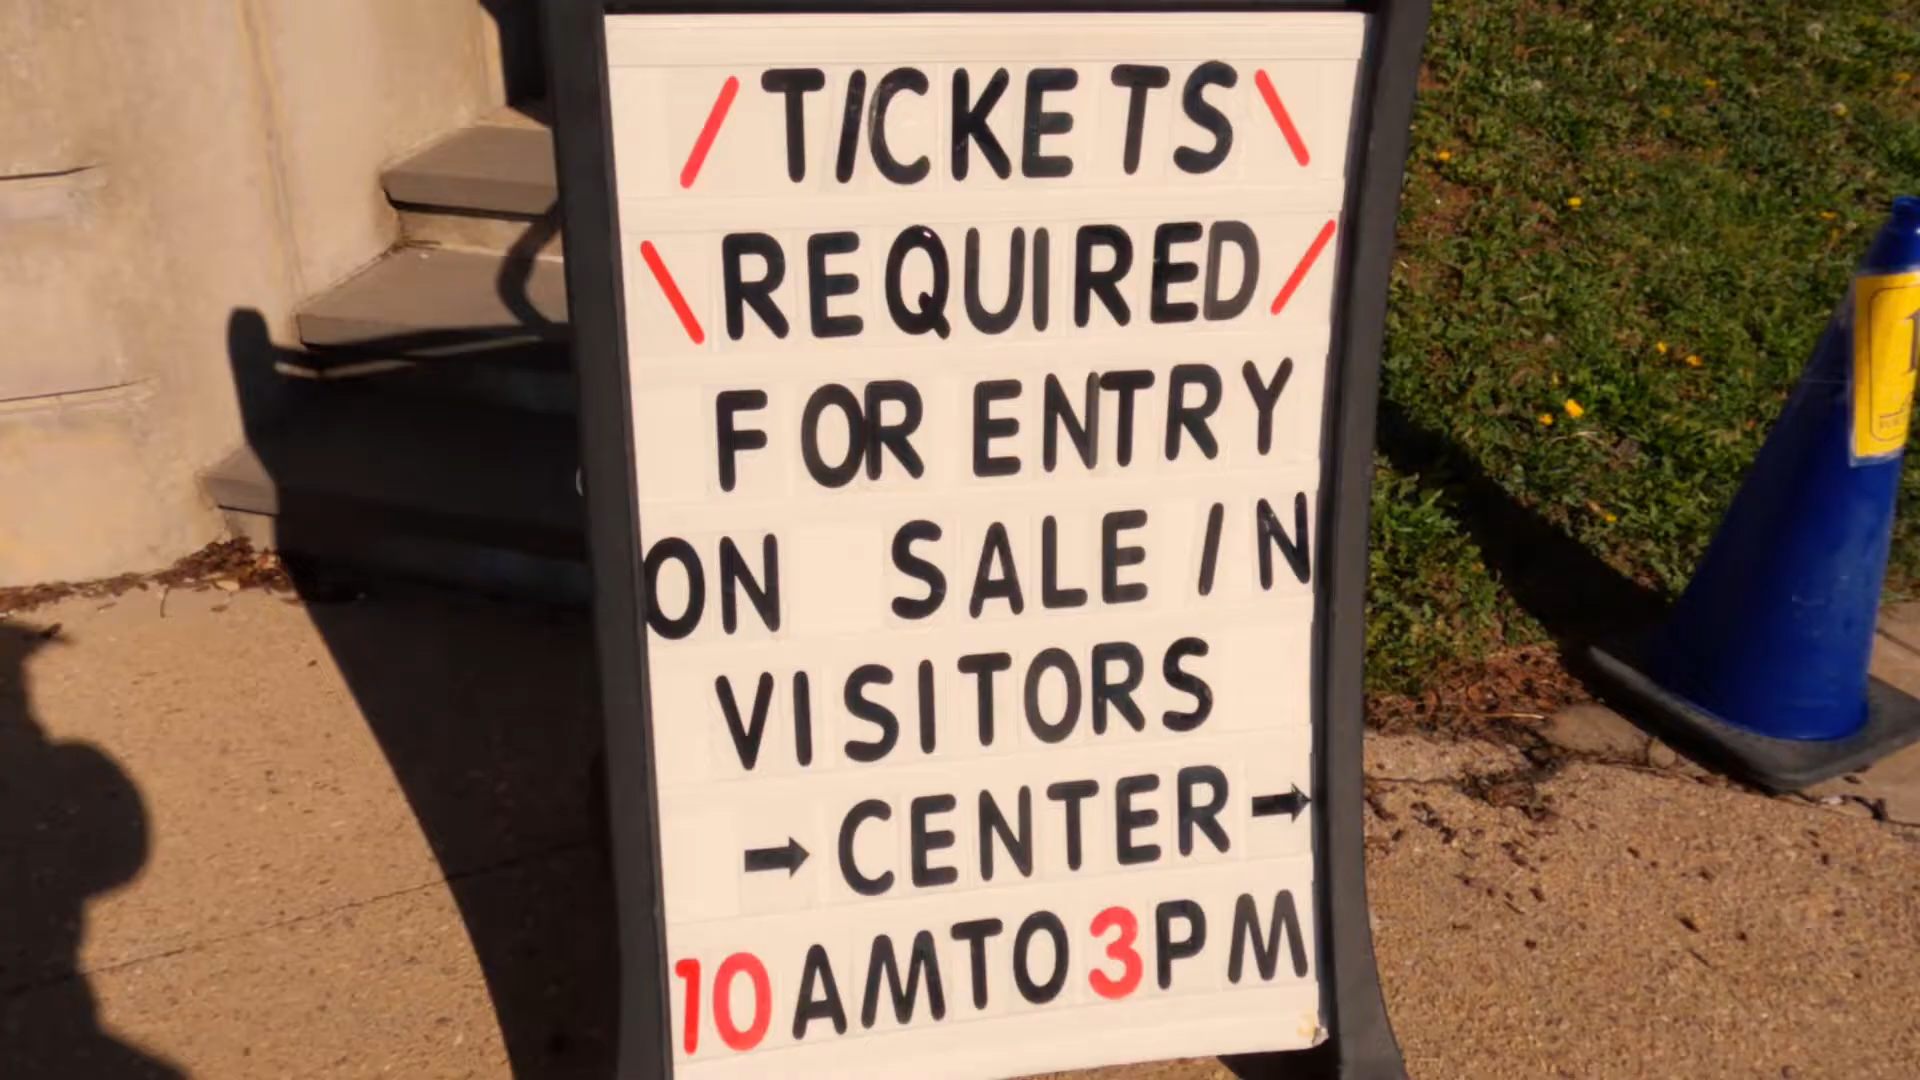 /TICKETS\
\REQUIRED/
FOR ENTRY
ON SALE IN
VISITORS
→CENTER→
10AMTO3PM